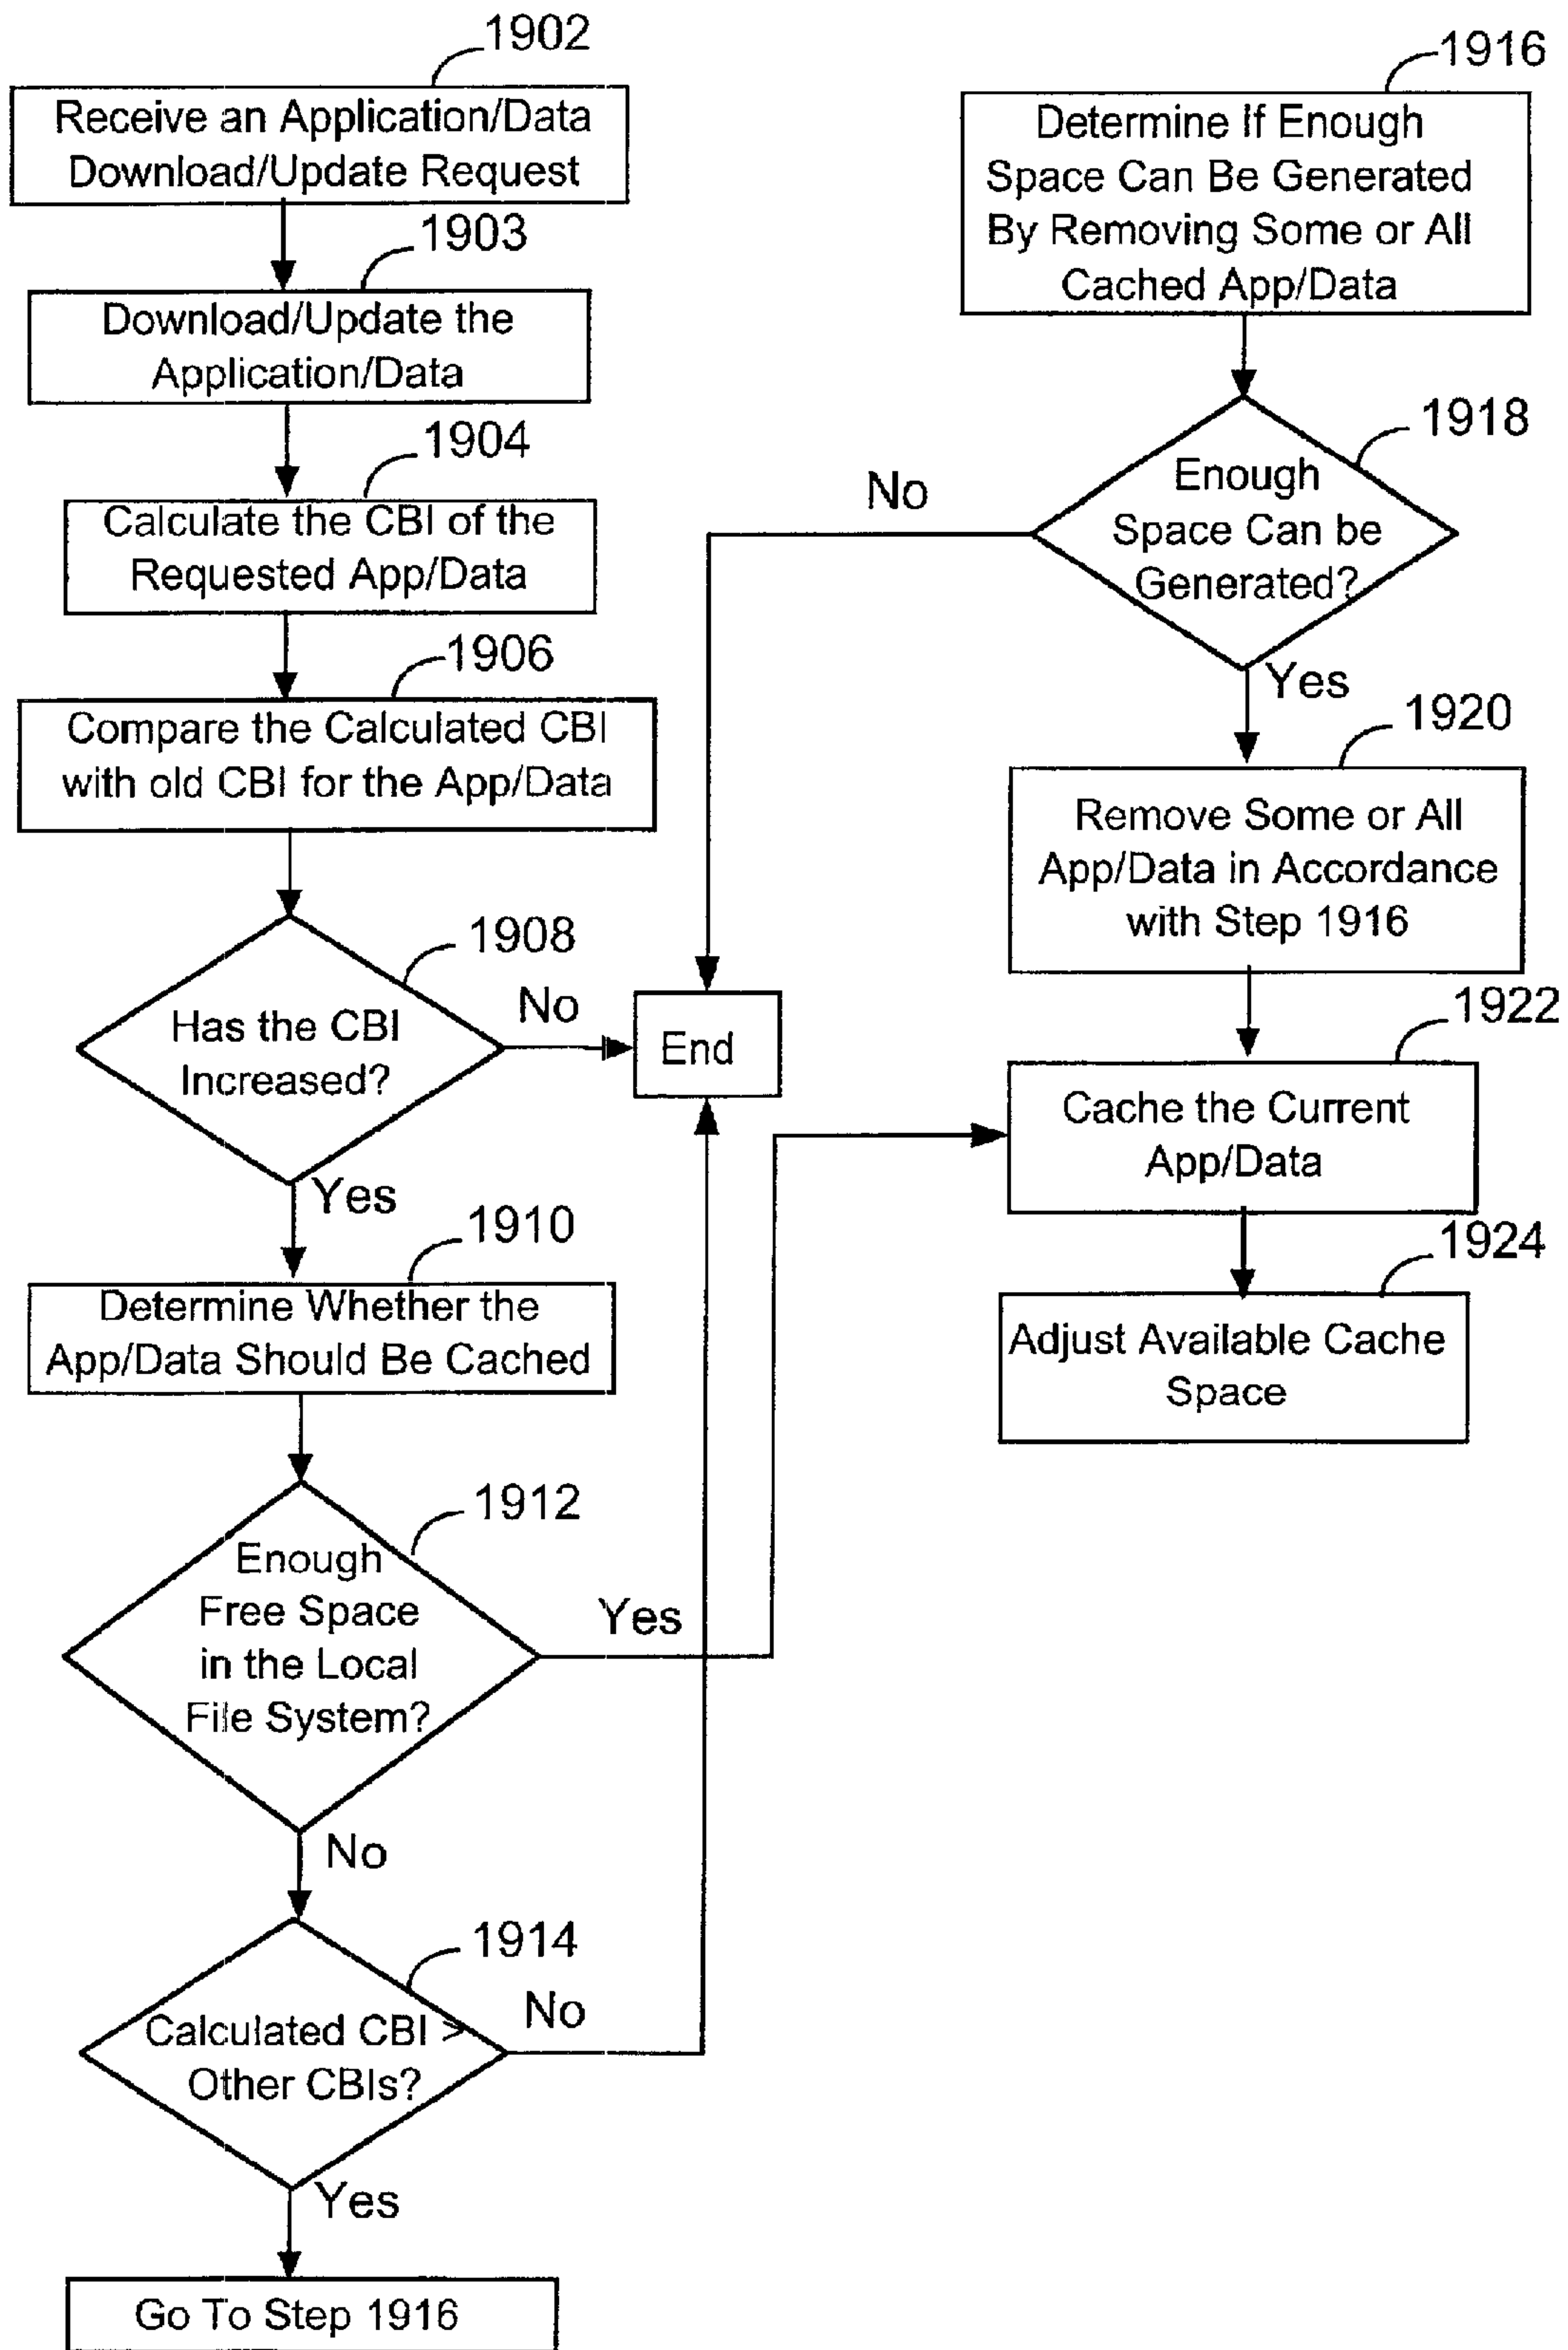 1902
Receive an Application/Data
Download/Update Request
1903
Download/Update the
Application/Data
1904
Calculate the CBI of the
Requested App/Data
1906
Compare the Calculated CBI
with old CBI for the App/Data
1908
Has the CBI
Increased?
No
End
Yes
1910
Determine Whether the
App/Data Should Be Cached
1912
Enough
Free Space
in the Local
File System?
Yes
No
1914
Calculated CBI >
Other CBIs?
No
Yes
Go To Step 1916
1916
Determine If Enough
Space Can Be Generated
By Removing Some or All
Cached App/Data
1918
Enough
Space Can be
Generated?
No
Yes
1920
Remove Some or All
App/Data in Accordance
with Step 1916
1922
Cache the Current
App/Data
1924
Adjust Available Cache
Space